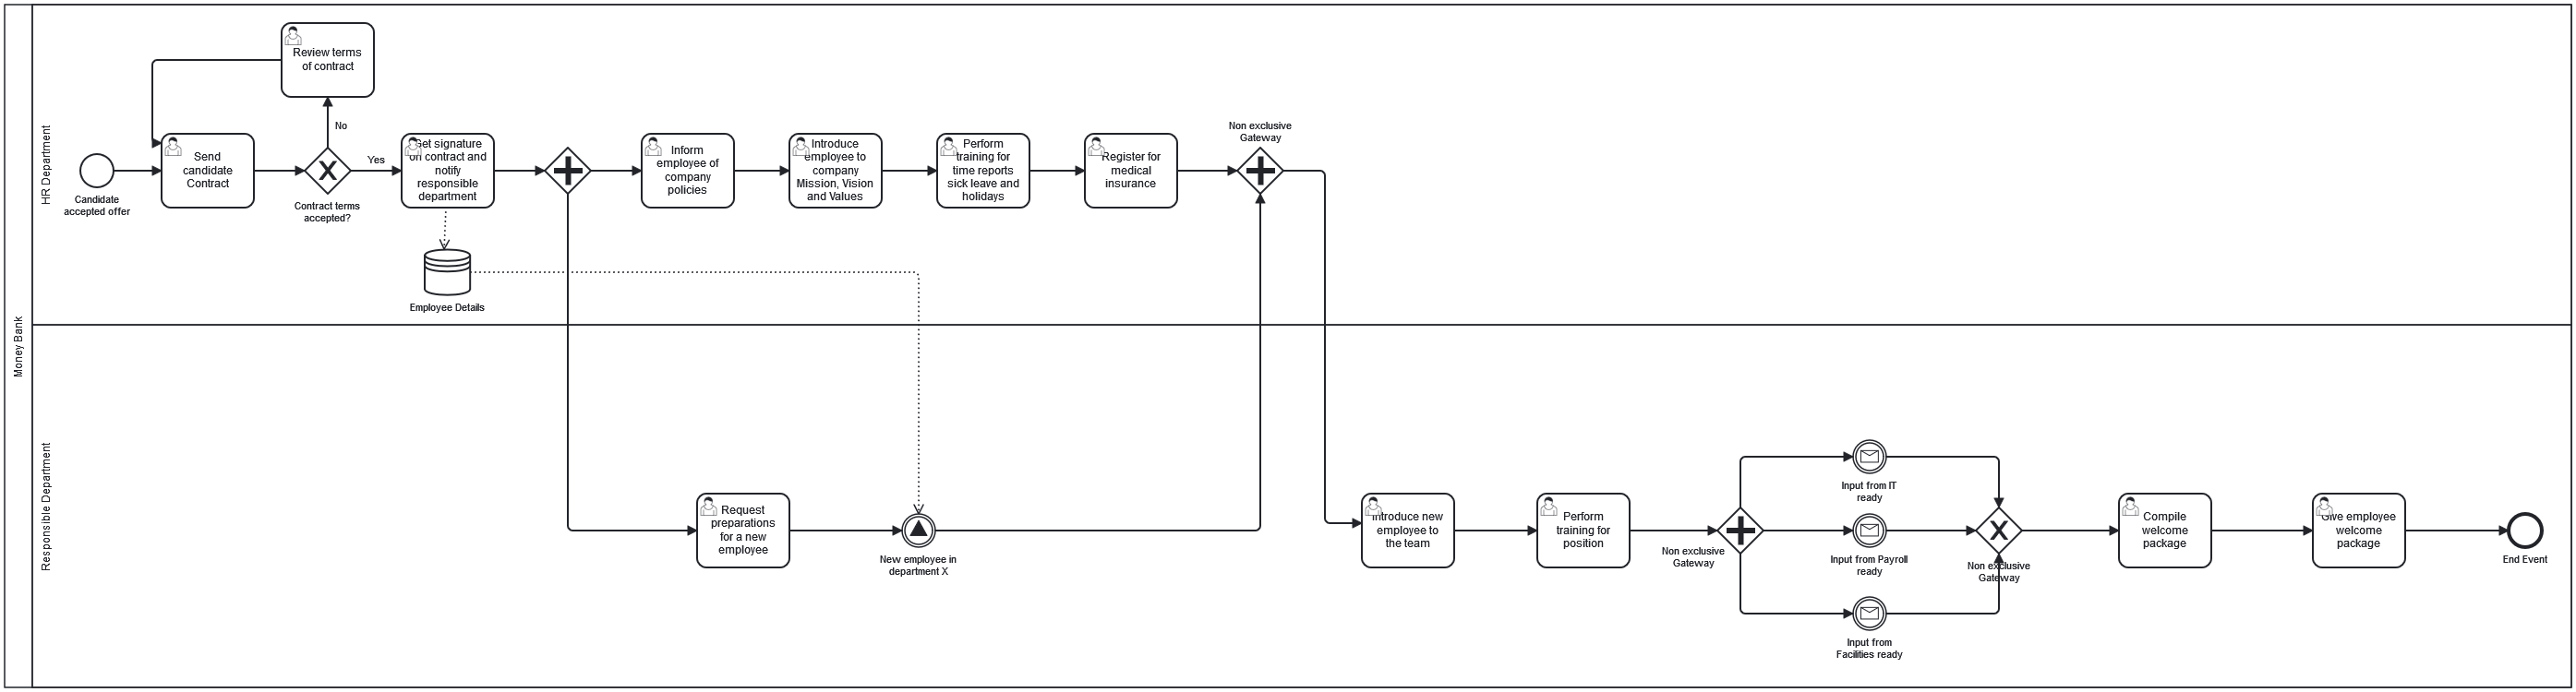 Money Bank
HR Department
Responsible Department
Review terms
of contract
No
Candidate
accepted offer
Send
candidate
Contract
Contract terms
accepted?
Yes
Get signature
on contract and
notify
responsible
department
Employee Details
Inform
employee of
company
policies
Introduce
employee to
company
Mission, Vision
and Values
Perform
training for
time reports
sick leave and
holidays
Register for
medical
insurance
Non exclusive
Gateway
Request
preparations
for a new
employee
New employee in
department X
Introduce new
employee to
the team
Perform
training for
position
Non exclusive
Gateway
Input from IT
ready
Input from Payroll
ready
Input from
Facilities ready
Non exclusive
Gateway
Compile
welcome
package
Give employee
welcome
package
End Event